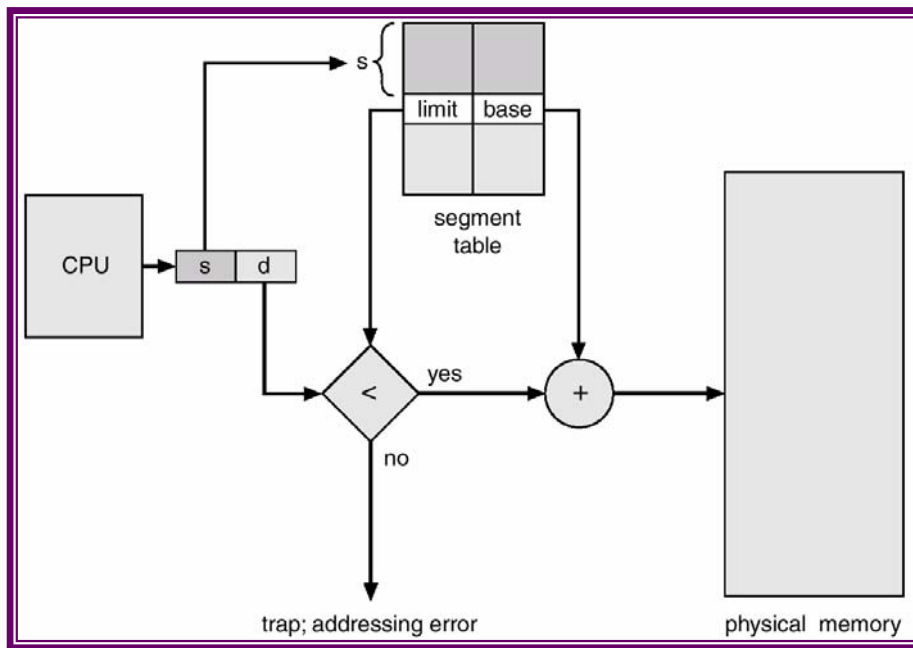 s
limit base
segment
table
CPU
s d
<
yes
+
no
trap; addressing error
physical memory